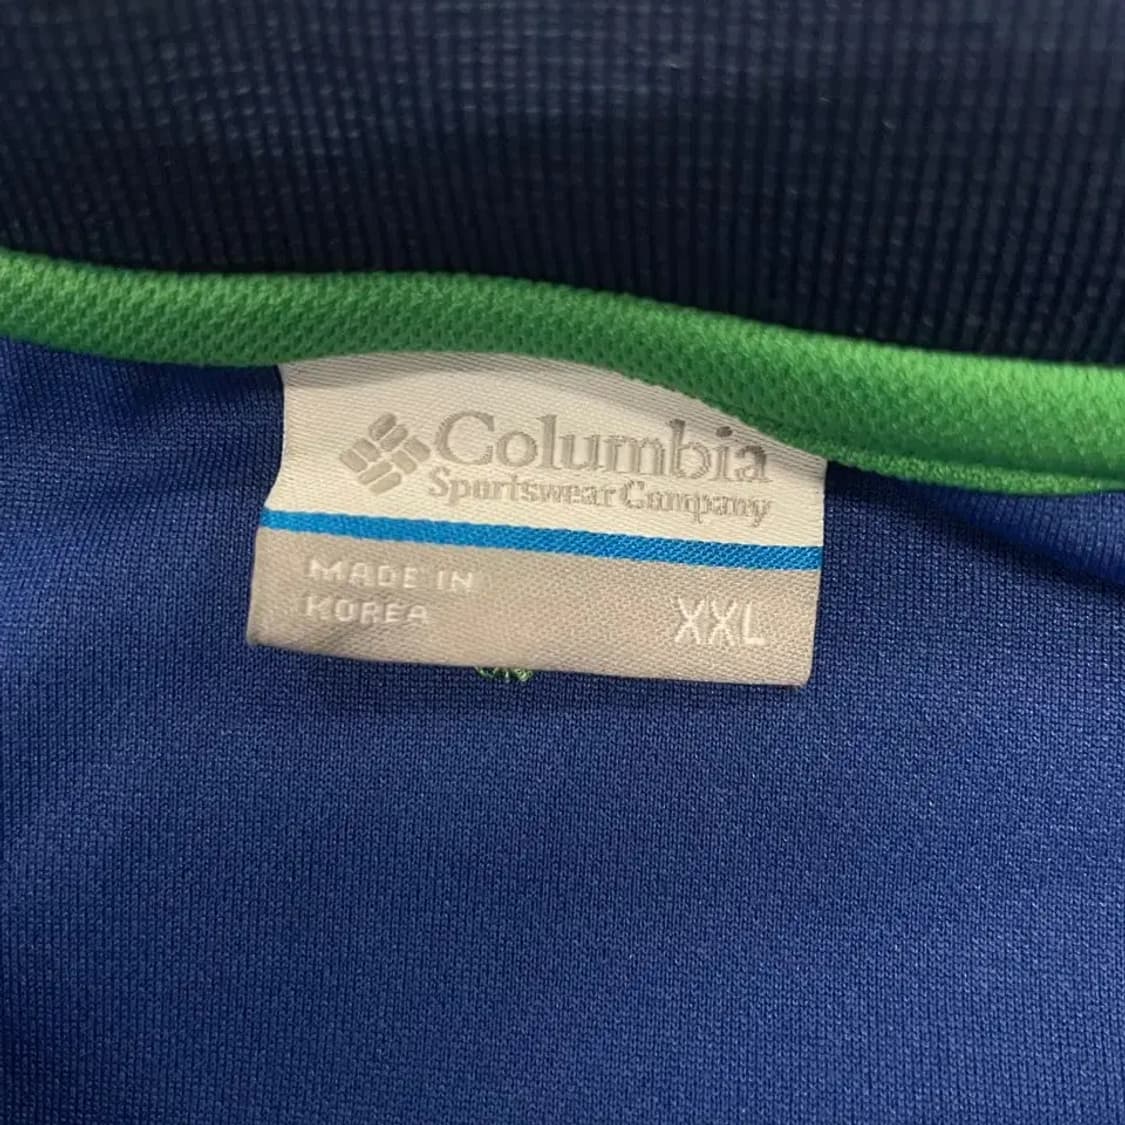 Columbia
Sportswear Company
MADE IN
KOREA
XXL